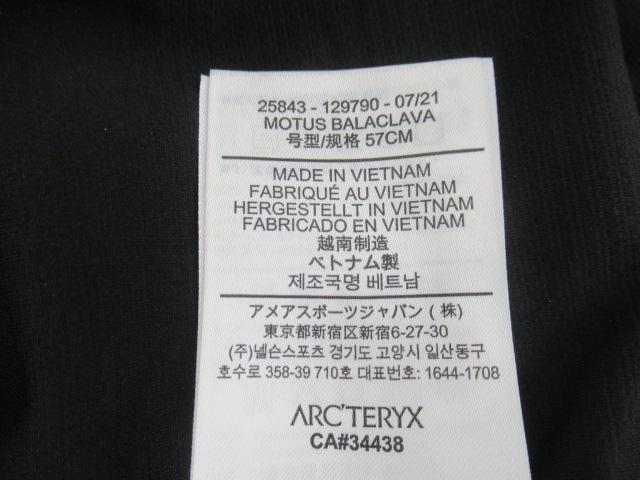 25843 - 129790 - 07/21
MOTUS BALACLAVA
号型/规格 57CM
MADE IN VIETNAM
FABRIQUÉ AU VIETNAM
HERGESTELLT IN VIETNAM
FABRICADO EN VIETNAM
越南制造
ベトナム製
제조국명 베트남
アメアスポーツジャパン ( 株)
東京都新宿区新宿6-27-30
(주)넬슨스포츠 경기도 고양시 일산동구
호수로 358-39 710호 대표번호: 1644-1708
ARC'TERYX
CA#34438